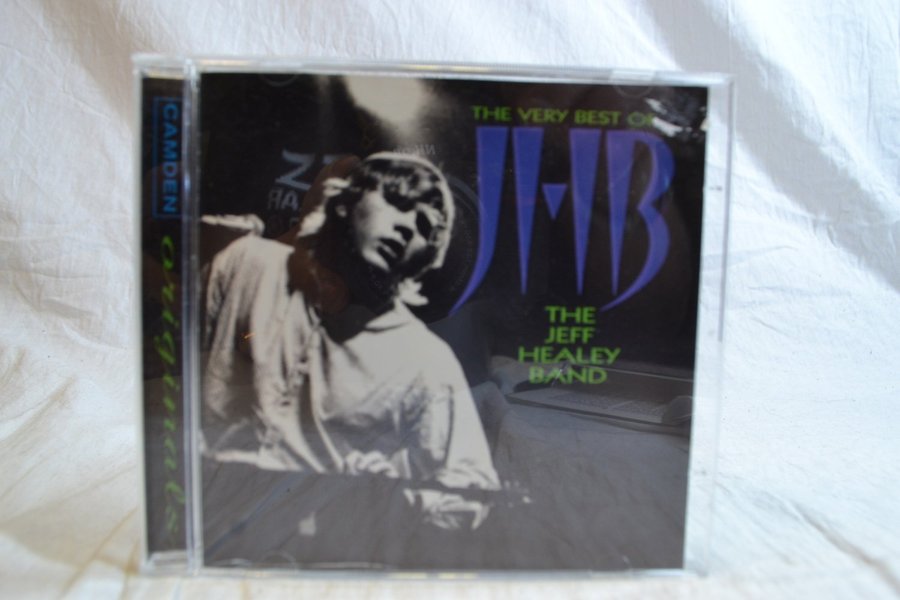 CAMDEN
originals
THE VERY BEST OF
JHB
THE
JEFF
HEALEY
BAND